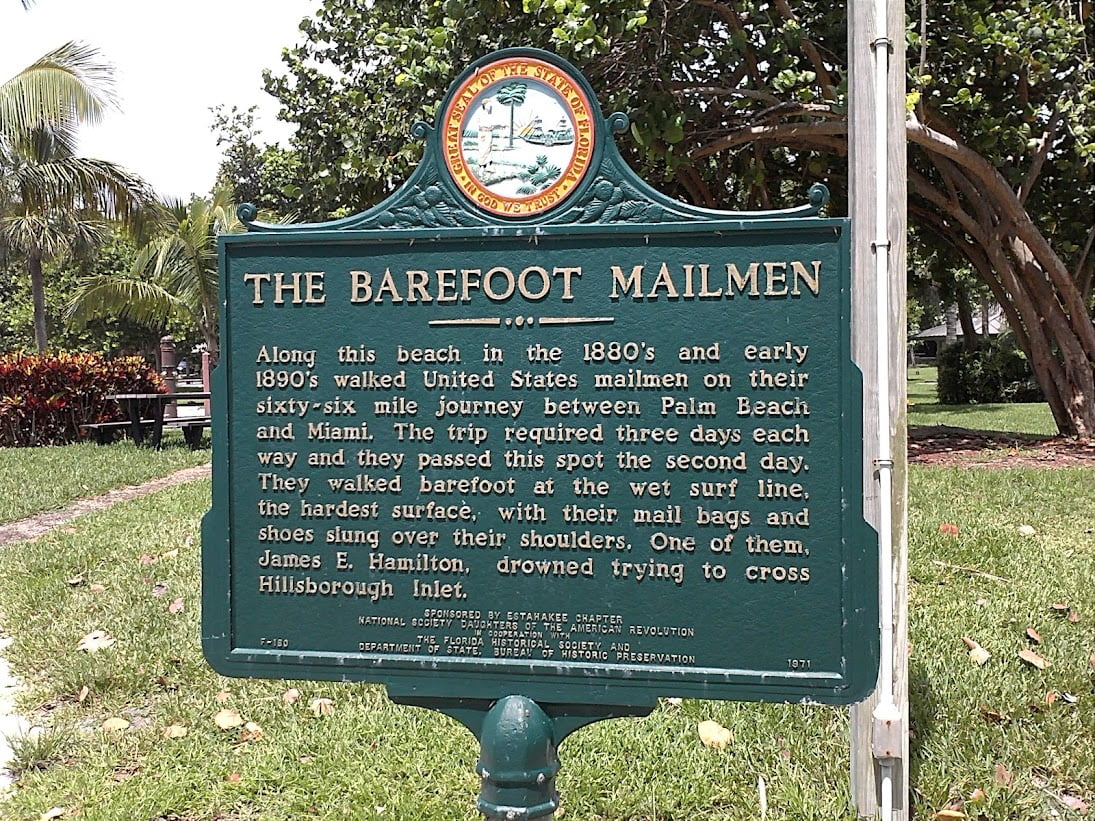 GREAT SEAL OF THE STATE OF FLORIDA
IN GOD WE TRUST
THE BAREFOOT MAILMEN
Along this beach in the 1880's and early
1890's walked United States mailmen on their
sixty-six mile journey between Palm Beach
and Miami. The trip required three days each
way and they passed this spot the second day.
They walked barefoot at the wet surf line,
the hardest surface, with their mail bags and
shoes slung over their shoulders. One of them,
James E. Hamilton, drowned trying to cross
Hillsborough Inlet.
SPONSORED BY ESTAHAKEE CHAPTER
NATIONAL SOCIETY DAUGHTERS OF THE AMERICAN REVOLUTION
IN COOPERATION WITH
THE FLORIDA HISTORICAL SOCIETY AND
DEPARTMENT OF STATE, BUREAU OF HISTORIC PRESERVATION
F-160
1971